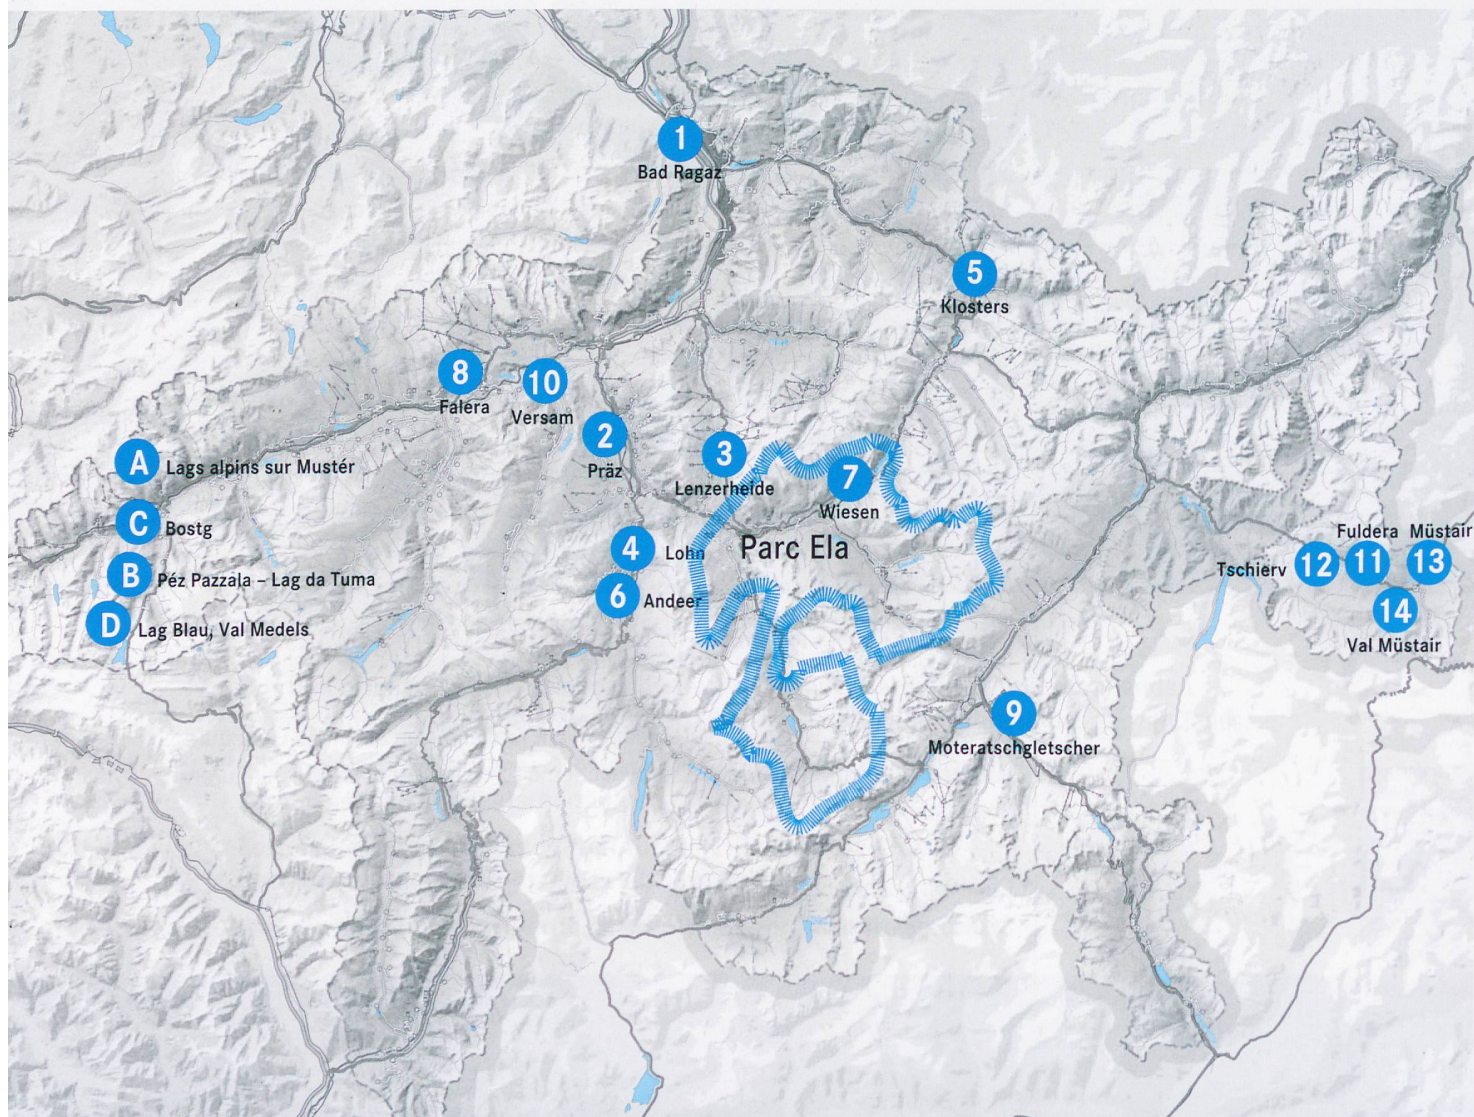 1
Bad Ragaz
5
Klosters
8
Falera
10
Versam
2
Präz
3
Lenzerheide
7
Wiesen
A Lags alpins sur Mustér
C Bostg
B Péz Pazzala – Lag da Tuma
D Lag Blau, Val Medels
4 Lohn
6 Andeer
Parc Ela
Fuldera Müstair
Tschierv 12 11 13
14
Val Müstair
9
Moteratschgletscher